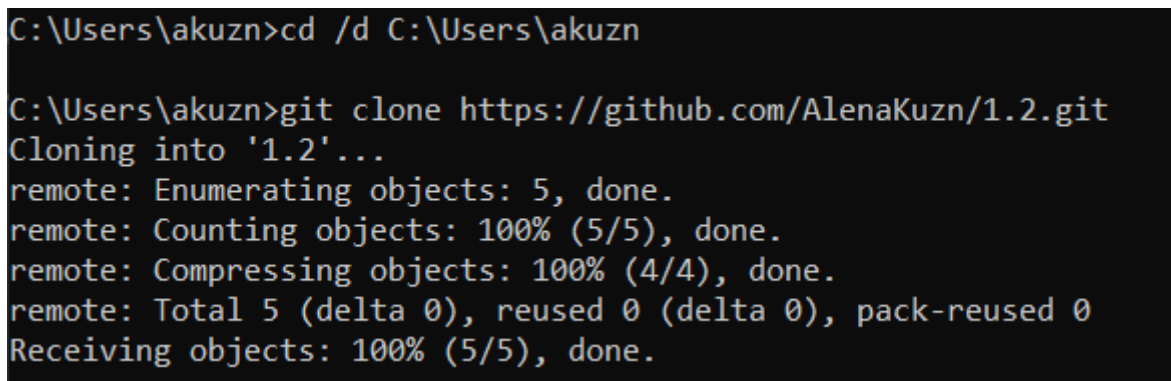 C:\Users\akuzn>cd /d C:\Users\akuzn
C:\Users\akuzn>git clone https://github.com/AlenaKuzn/1.2.git
Cloning into '1.2'...
remote: Enumerating objects: 5, done.
remote: Counting objects: 100% (5/5), done.
remote: Compressing objects: 100% (4/4), done.
remote: Total 5 (delta 0), reused 0 (delta 0), pack-reused 0
Receiving objects: 100% (5/5), done.